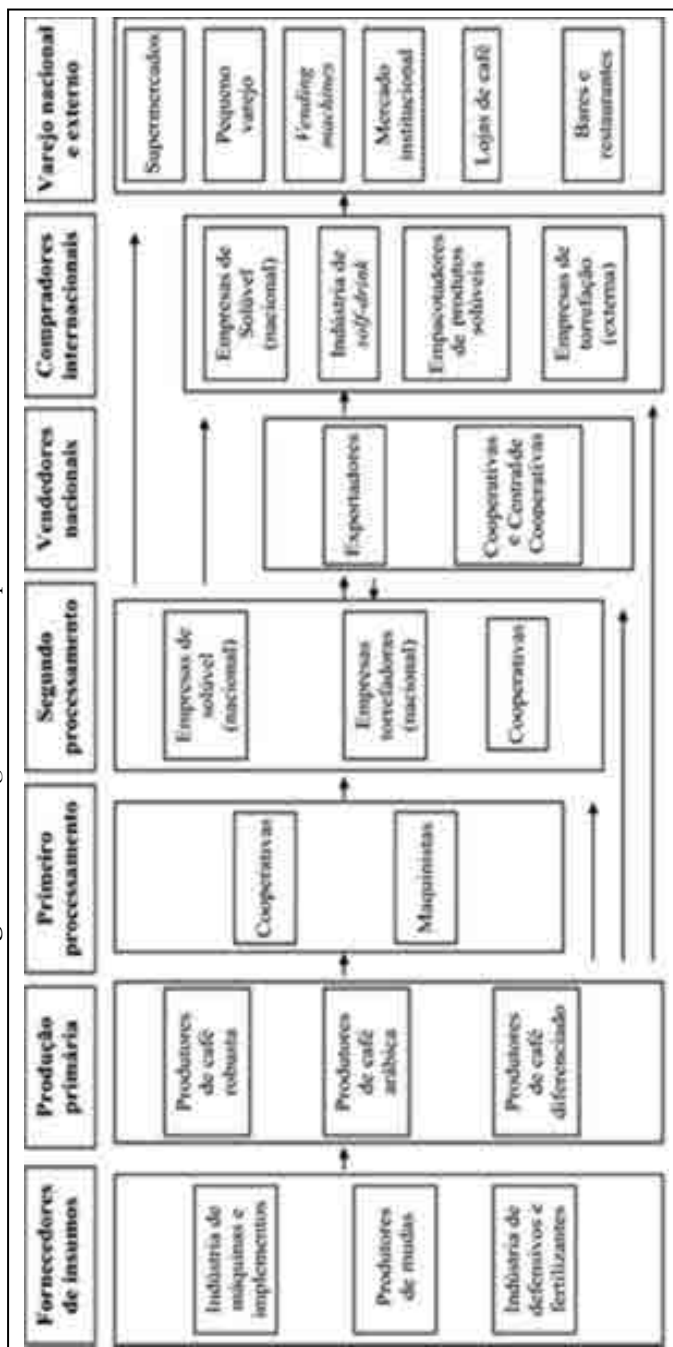 Fornecedores
de insumos
Produção
primária
Primeiro
processamento
Segundo
processamento
Vendedores
nacionais
Compradores
internacionais
Varejo nacional
e externo
Indústria de
máquinas e
implementos
Produtores
de mudas
Indústria de
defensivos e
fertilizantes
Produtores
de café
robusta
Produtores
de café
arábica
Produtores
de café
diferenciado
Cooperativas
Maquinistas
Empresas de
solúvel
(nacional)
Empresas
torrefadoras
(nacional)
Cooperativas
Exportadores
Cooperativas
e Centralde
Cooperativas
Empresas de
Solúvel
(nacional)
Indústria de
solf-drink
Empacotadores
de produtos
solúveis
Empresas de
torrefação
(externa)
Supermercados
Pequeno
varejo
Vending
machines
Mercado
institucional
Lojas de café
Bares e
restaurantes